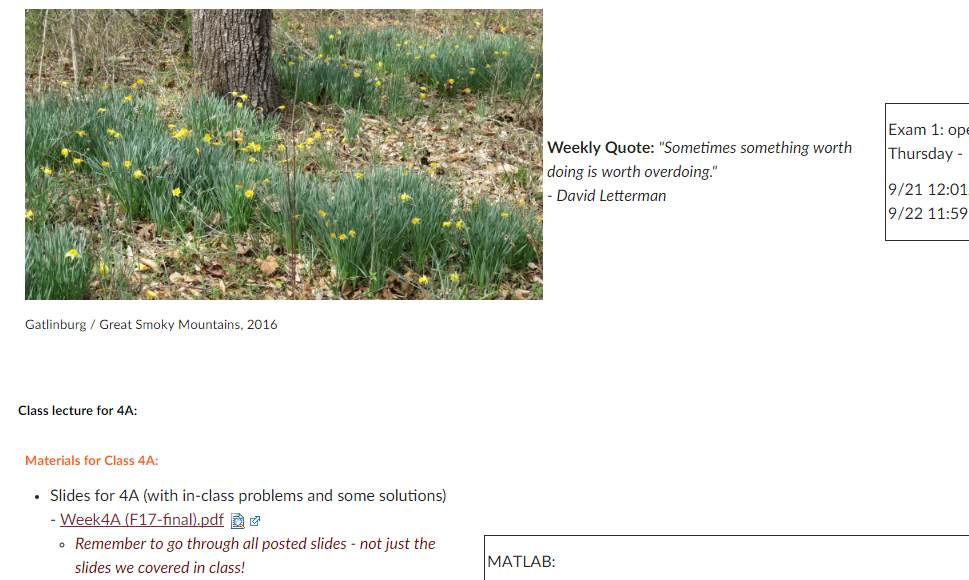 Weekly Quote: "Sometimes something worth
doing is worth overdoing."
- David Letterman
Exam 1:
Thursday -
9/21 12:01
9/22 11:59
Gatlinburg / Great Smoky Mountains, 2016
Class lecture for 4A:
Materials for Class 4A:
• Slides for 4A (with in-class problems and some solutions)
- Week4A (F17-final).pdf
○ Remember to go through all posted slides - not just the
slides we covered in class!
MATLAB: